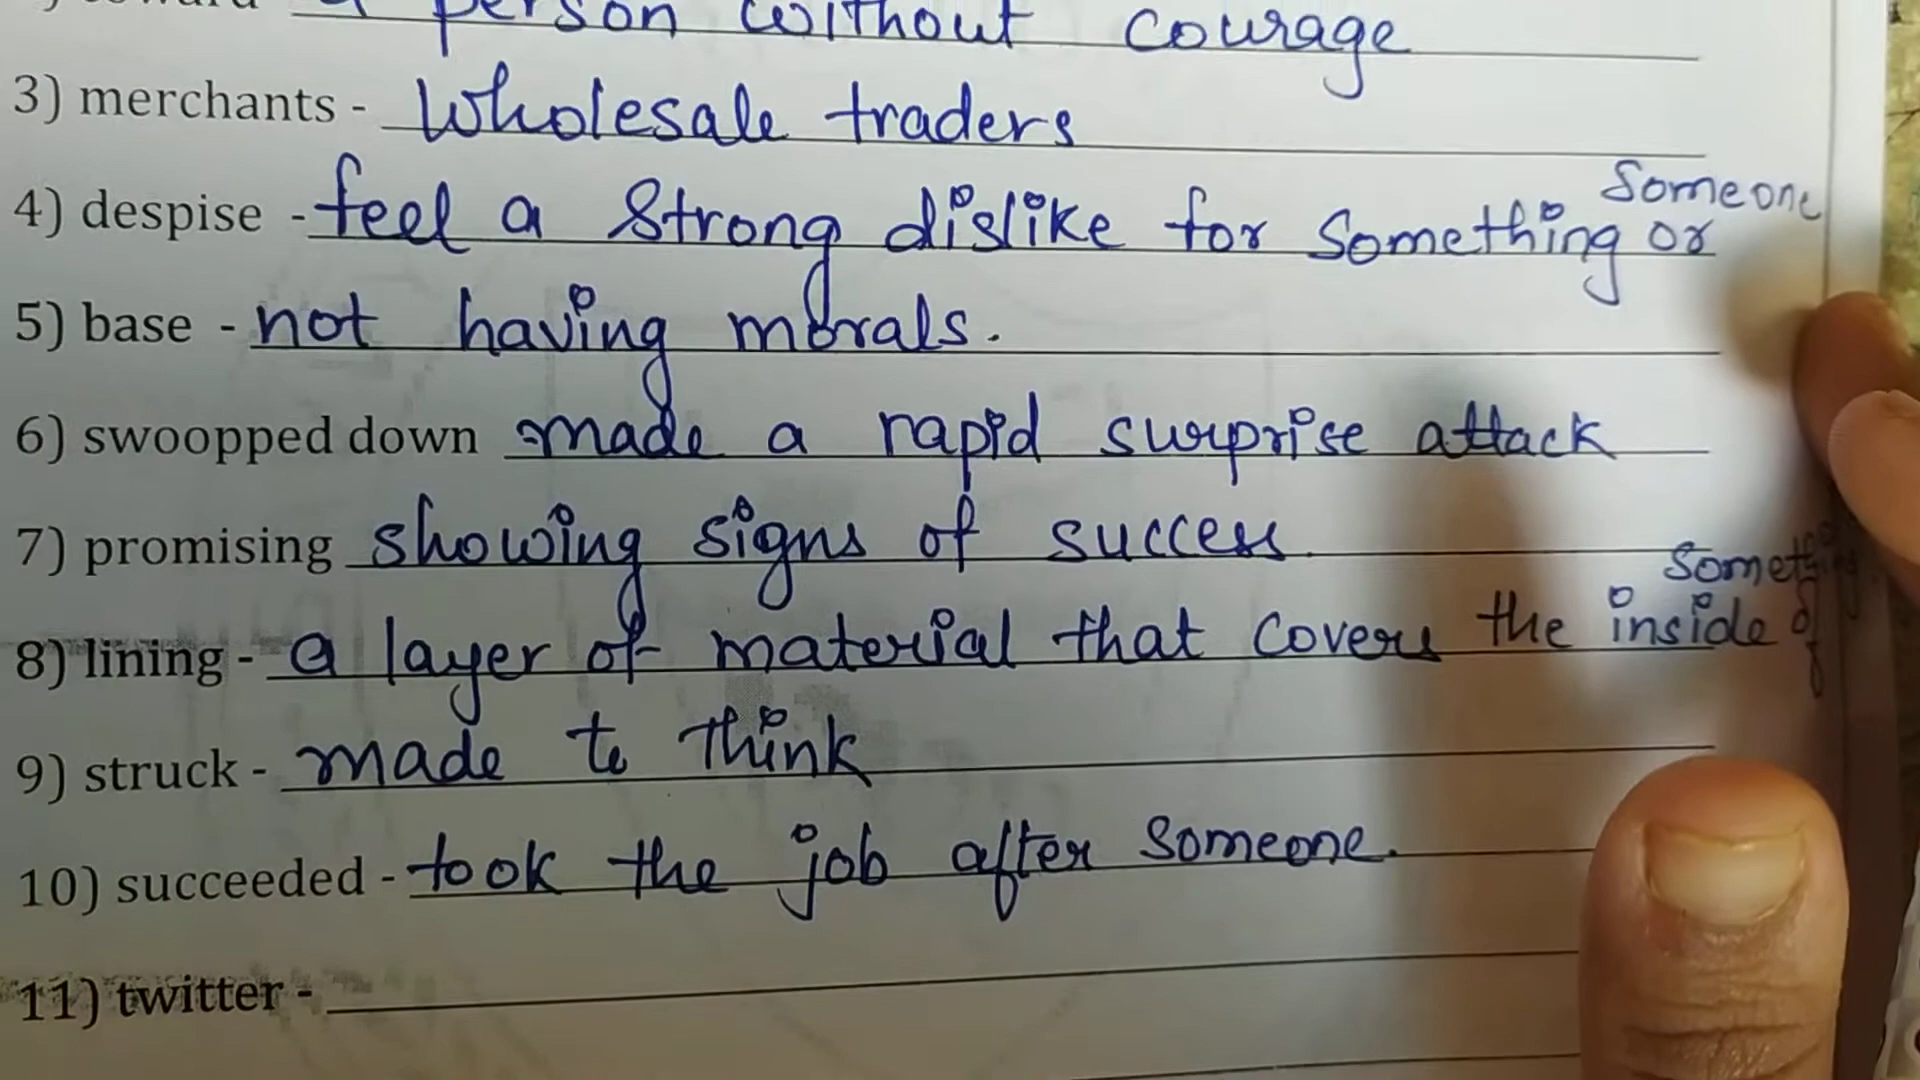 coward a person without courage
3) merchants - Wholesale traders
Someone
4) despise - feel a strong dislike for something or
5) base - not having morals.
6) swoopped down made a rapid surprise attack
7) promising showing signs of success
Something
8) lining - a layer of material that covers the inside of
9) struck - made to think
10) succeeded - took the job after someone.
11) twitter -